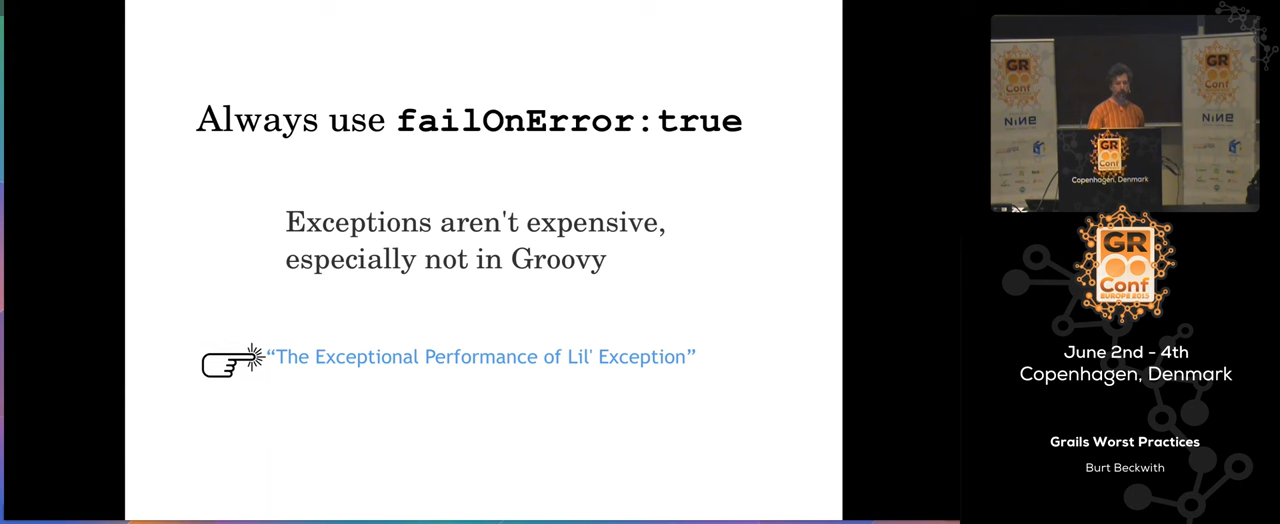 Always use failOnError:true
Exceptions aren't expensive,
especially not in Groovy
“The Exceptional Performance of Lil' Exception”
GR
Conf
NINE
GR
Conf
NINE
GR
Conf
Copenhagen, Denmark
GR
Conf
EUROPE 2015
June 2nd - 4th
Copenhagen, Denmark
Grails Worst Practices
Burt Beckwith